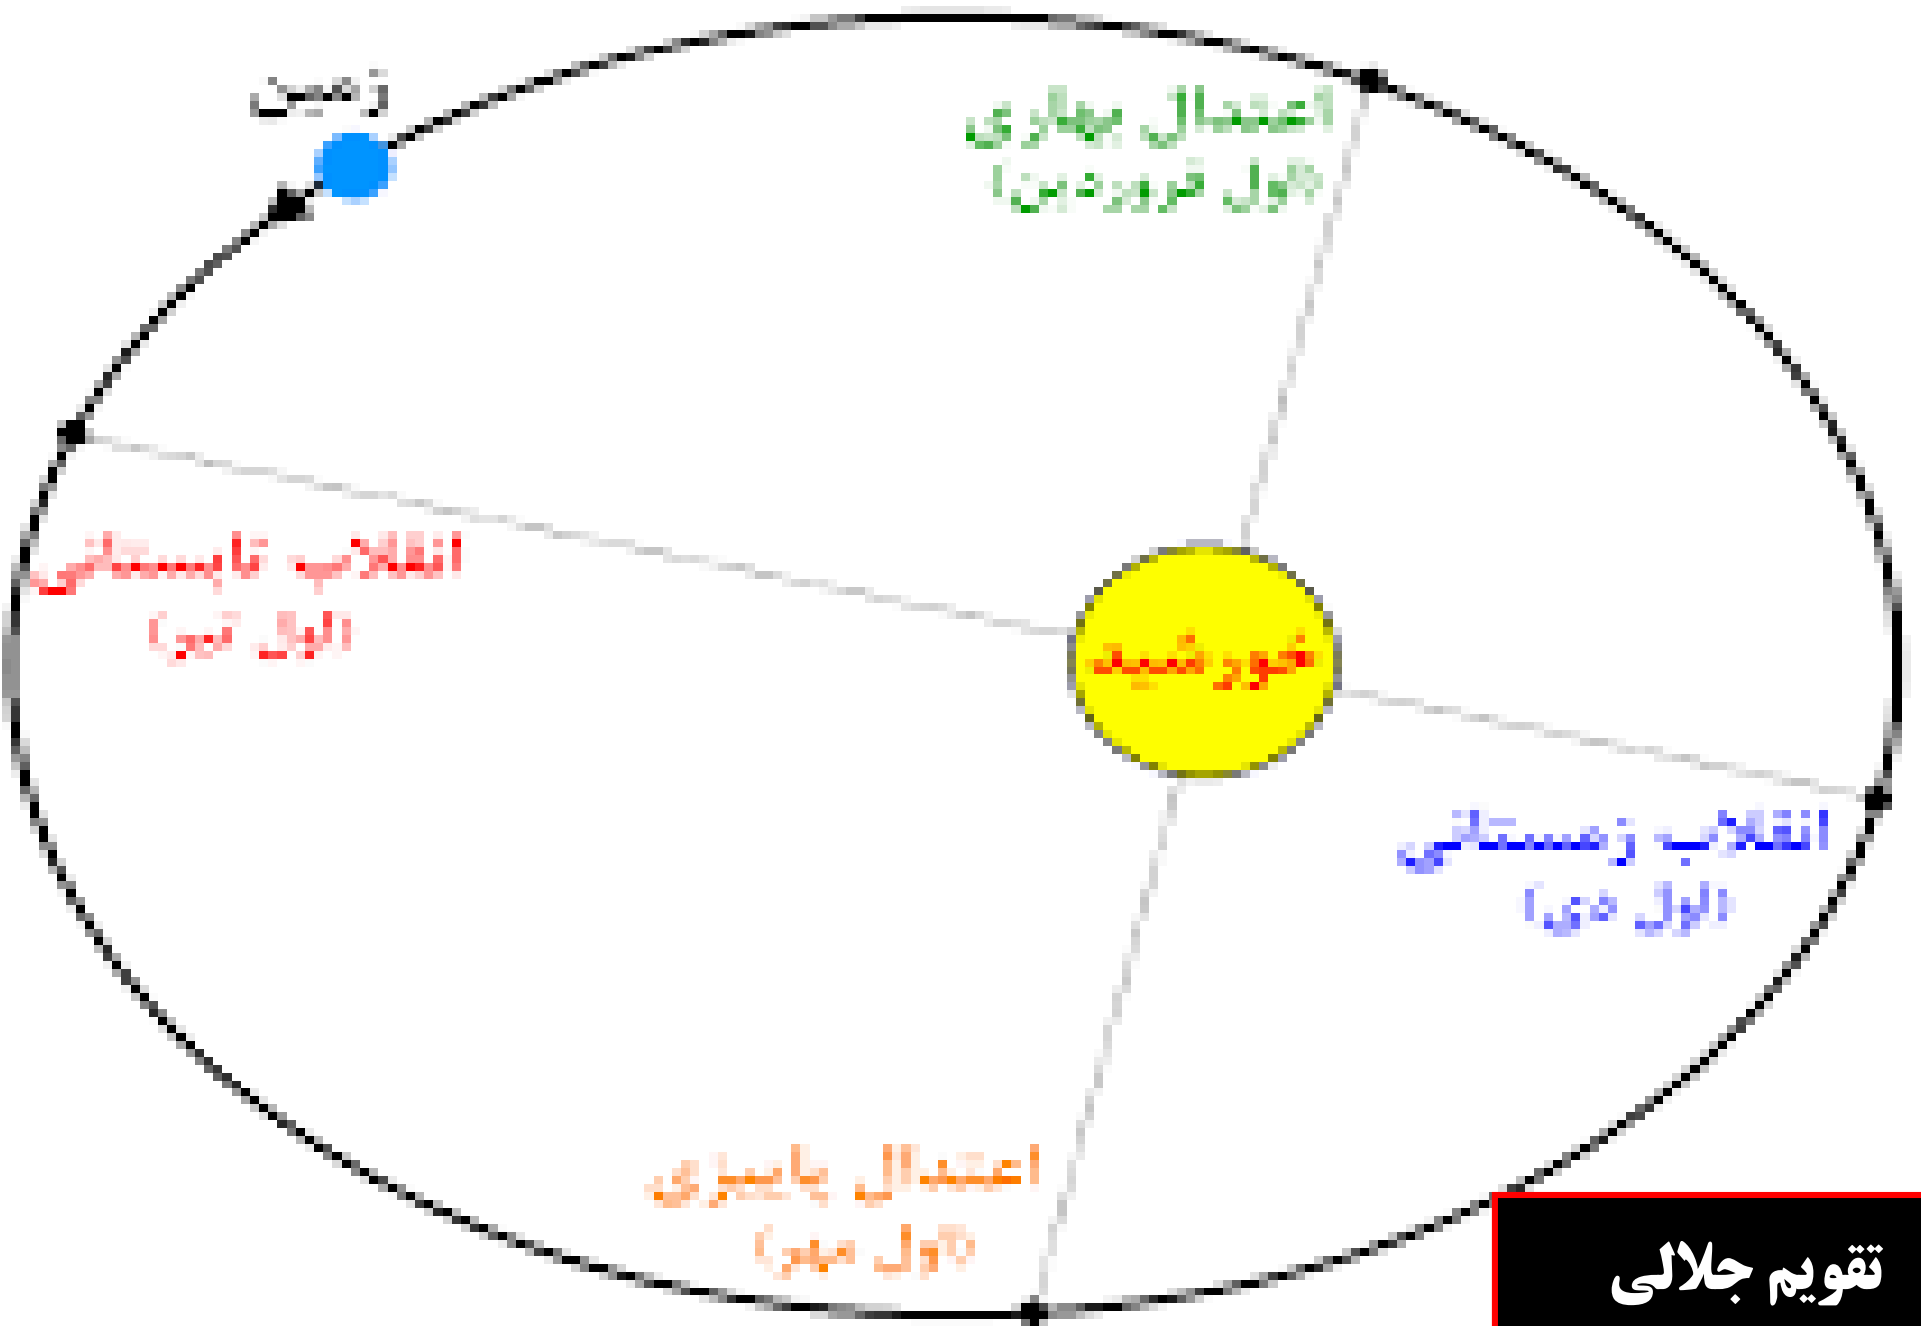 زمین
اعتدال بهاری
(اول فروردین)
انقلاب تابستانی
(اول تیر)
خورشید
انقلاب زمستانی
(اول دی)
اعتدال پاییزی
(اول مهر)
تقویم جلالی